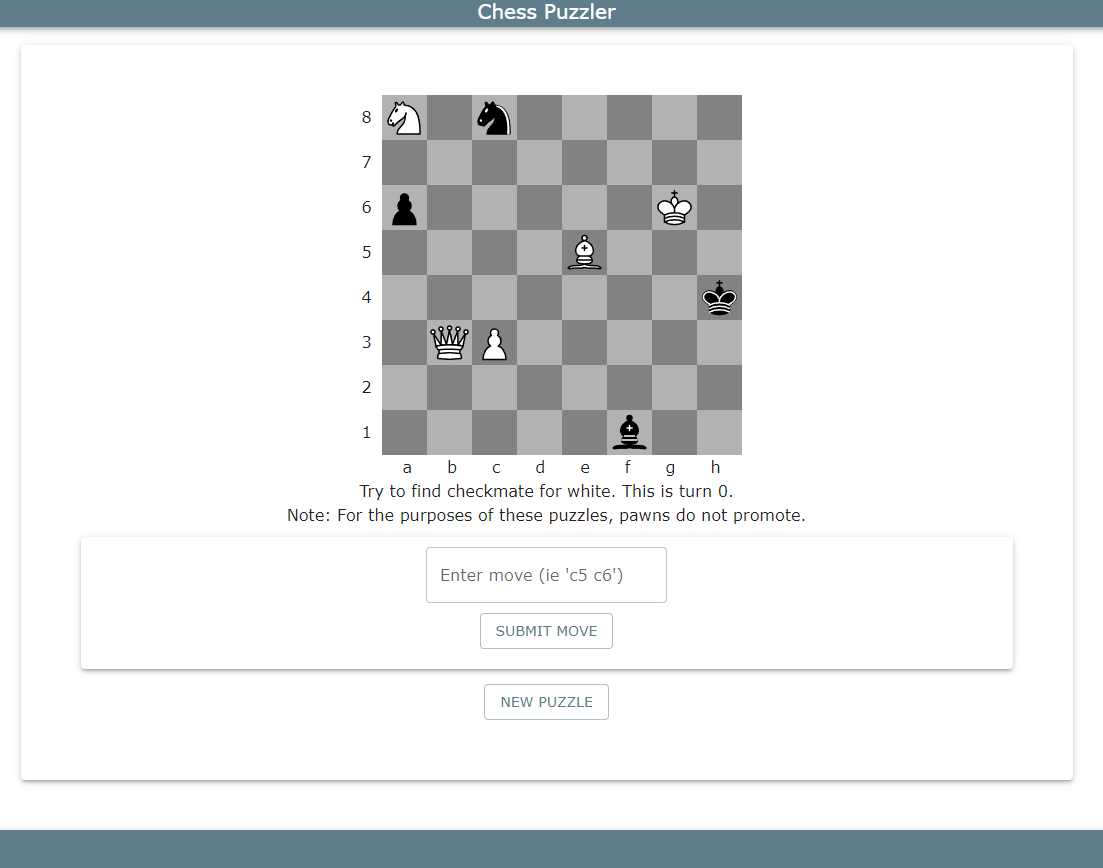 Chess Puzzler
8
7
6
5
4
3
2
1
a b c d e f g h
Try to find checkmate for white. This is turn 0.
Note: For the purposes of these puzzles, pawns do not promote.
Enter move (ie 'c5 c6')
SUBMIT MOVE
NEW PUZZLE